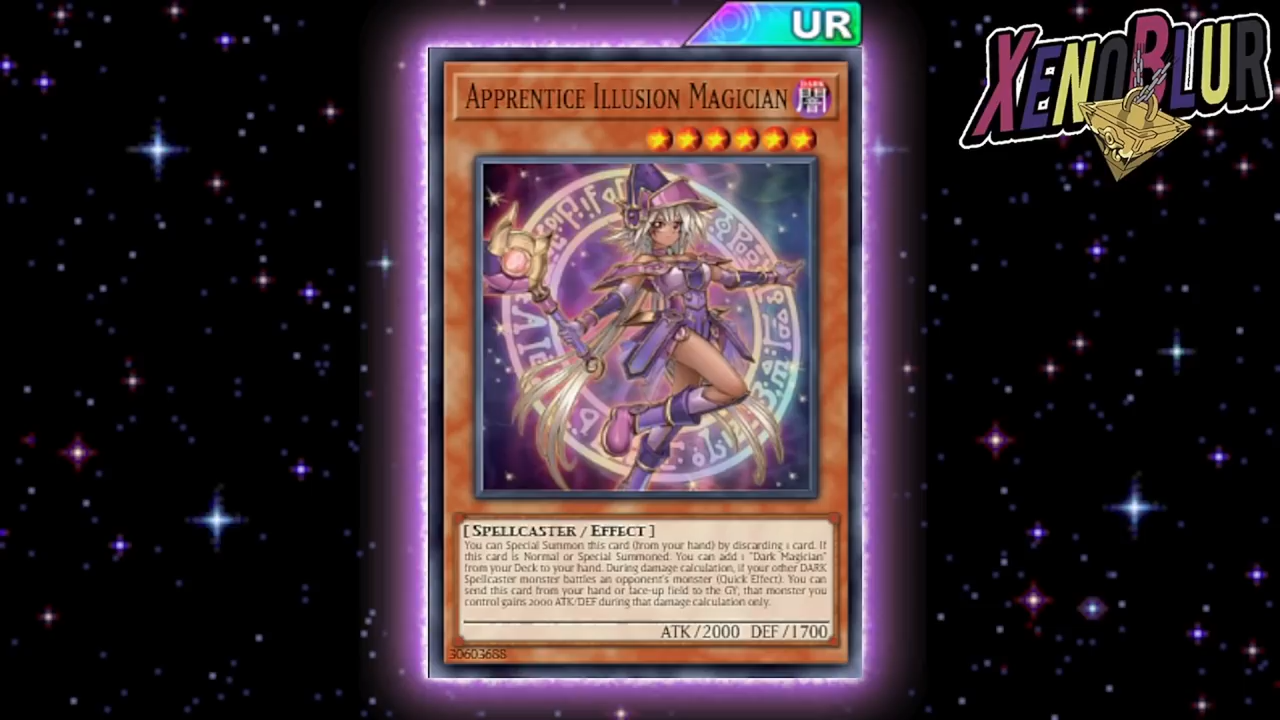 UR
XENOBLUR
APPRENTICE ILLUSION MAGICIAN
DARK
闇
[ SPELLCASTER / EFFECT ]
You can Special Summon this card (from your hand) by discarding 1 card. If
this card is Normal or Special Summoned: You can add 1 "Dark Magician"
from your Deck to your hand. During damage calculation, if your other DARK
Spellcaster monster battles an opponent's monster (Quick Effect): You can
send this card from your hand or face-up field to the GY; that monster you
control gains 2000 ATK/DEF during that damage calculation only.
ATK/2000 DEF/1700
30603688